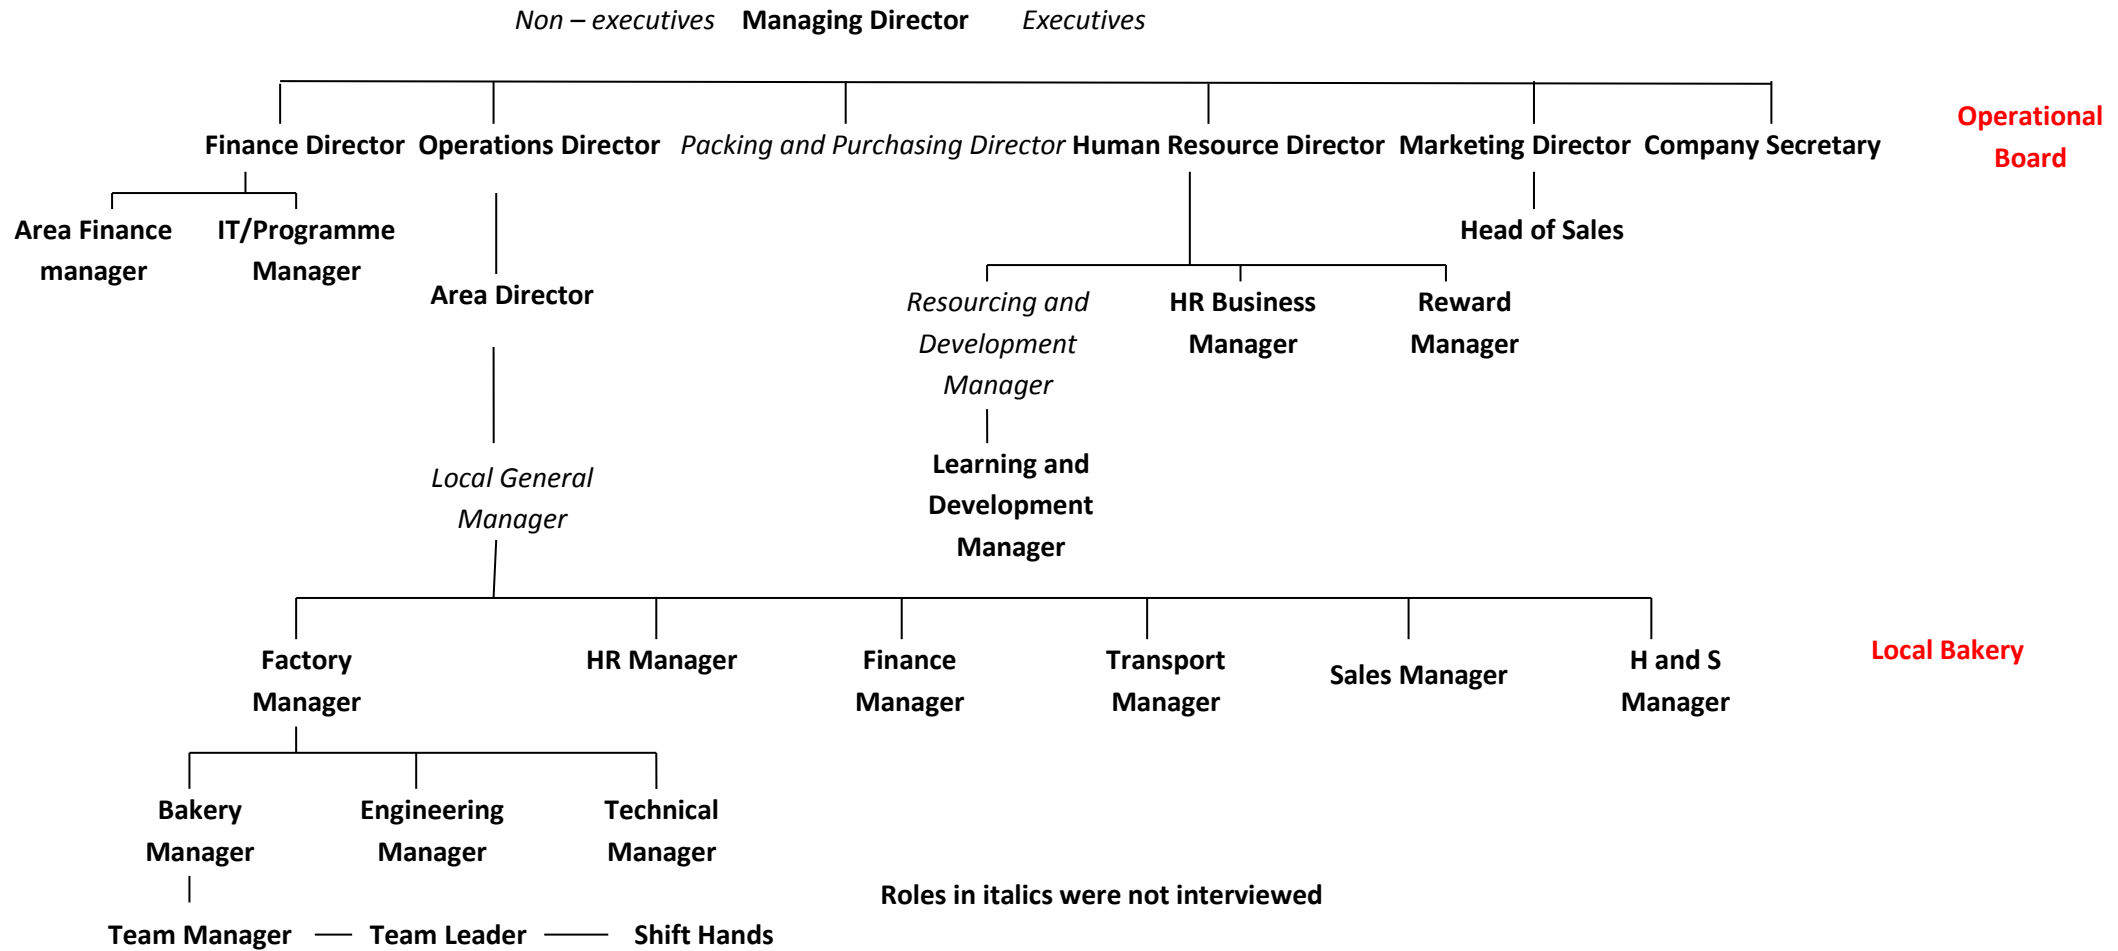 Non – executives Managing Director Executives
Operational
Board
Finance Director Operations Director Packing and Purchasing Director Human Resource Director Marketing Director Company Secretary
Area Finance
manager
IT/Programme
Manager
Area Director
Head of Sales
Resourcing and
Development
Manager
HR Business
Manager
Reward
Manager
Learning and
Development
Manager
Local General
Manager
Factory
Manager
HR Manager
Finance
Manager
Transport
Manager
Sales Manager
H and S
Manager
Local Bakery
Bakery
Manager
Engineering
Manager
Technical
Manager
Roles in italics were not interviewed
Team Manager Team Leader Shift Hands